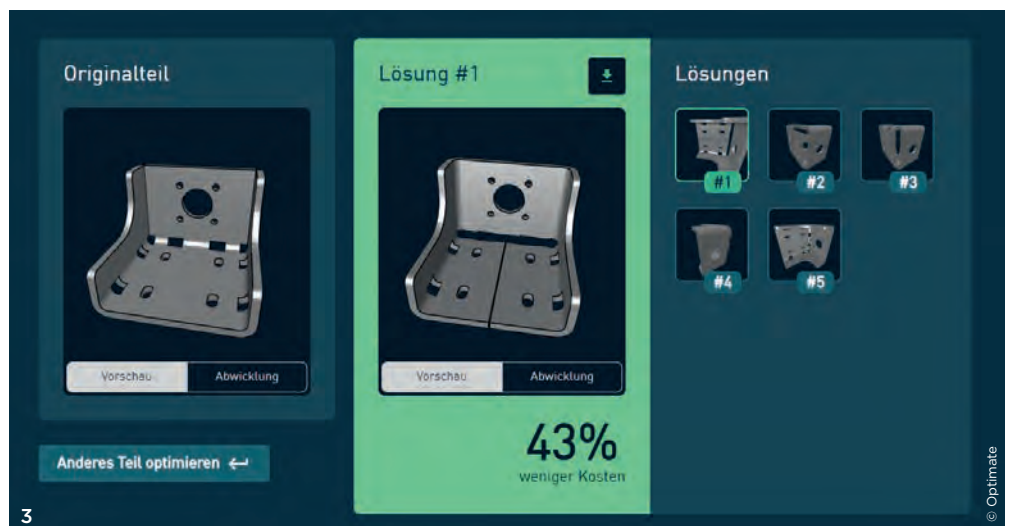 Originalteil
Vorschau
Abwicklung
Anderes Teil optimieren
Lösung #1
Vorschau
Abwicklung
43%
weniger Kosten
Lösungen
#1
#2
#3
#4
#5
3
© Optimate